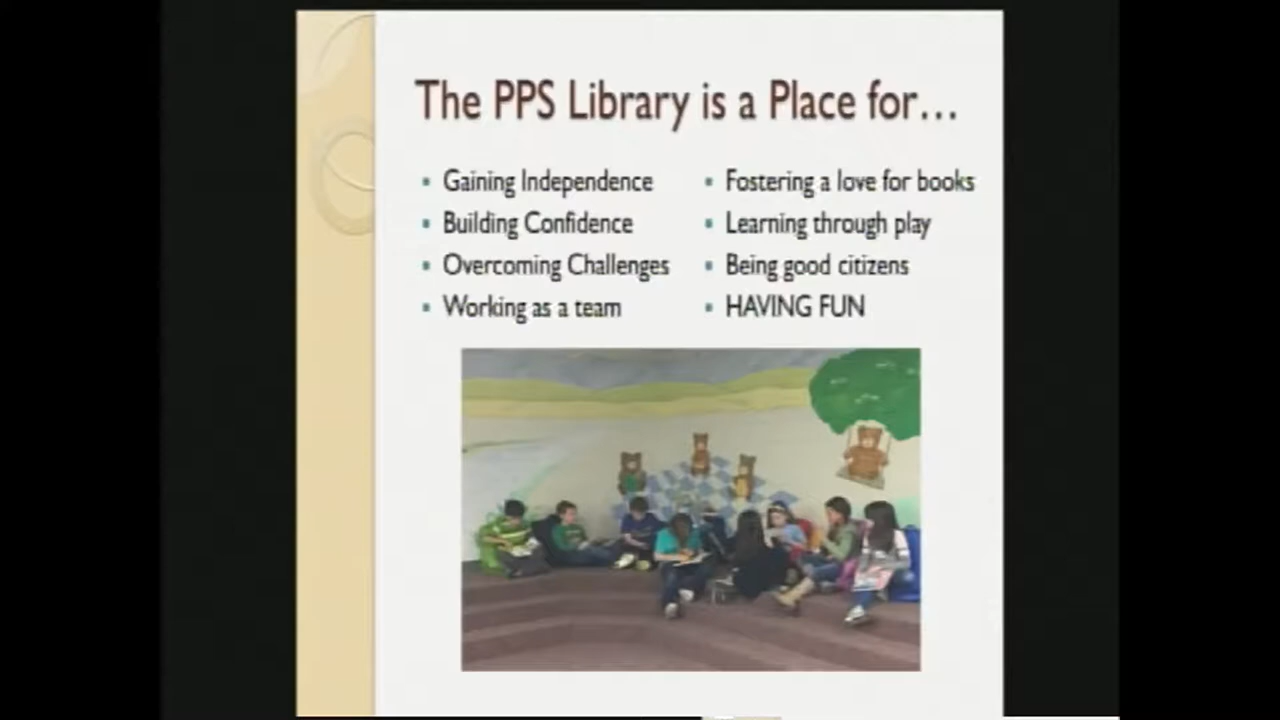 The PPS Library is a Place for...
Gaining Independence
Building Confidence
Overcoming Challenges
Working as a team
Fostering a love for books
Learning through play
Being good citizens
HAVING FUN